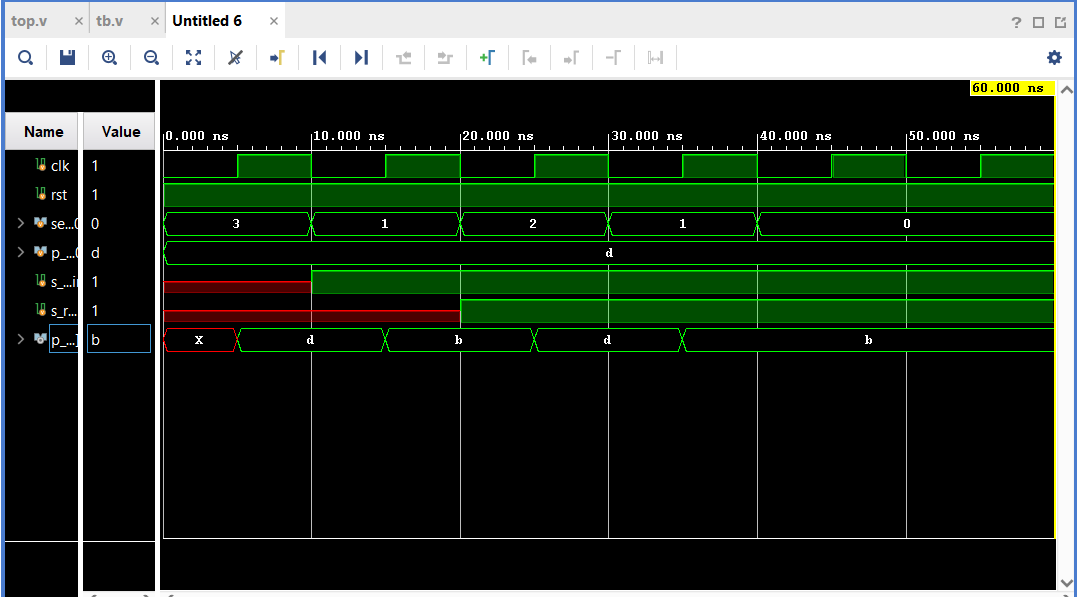 top.v × tb.v × Untitled 6 × ?
60.000 ns
Name Value 0.000 ns 10.000 ns 20.000 ns 30.000 ns 40.000 ns 50.000 ns
clk 1
rst 1
se...0 0 3 1 2 1 0
p_...0 d d
s_...in 1
s_r... 1
p_...] b X d b d b